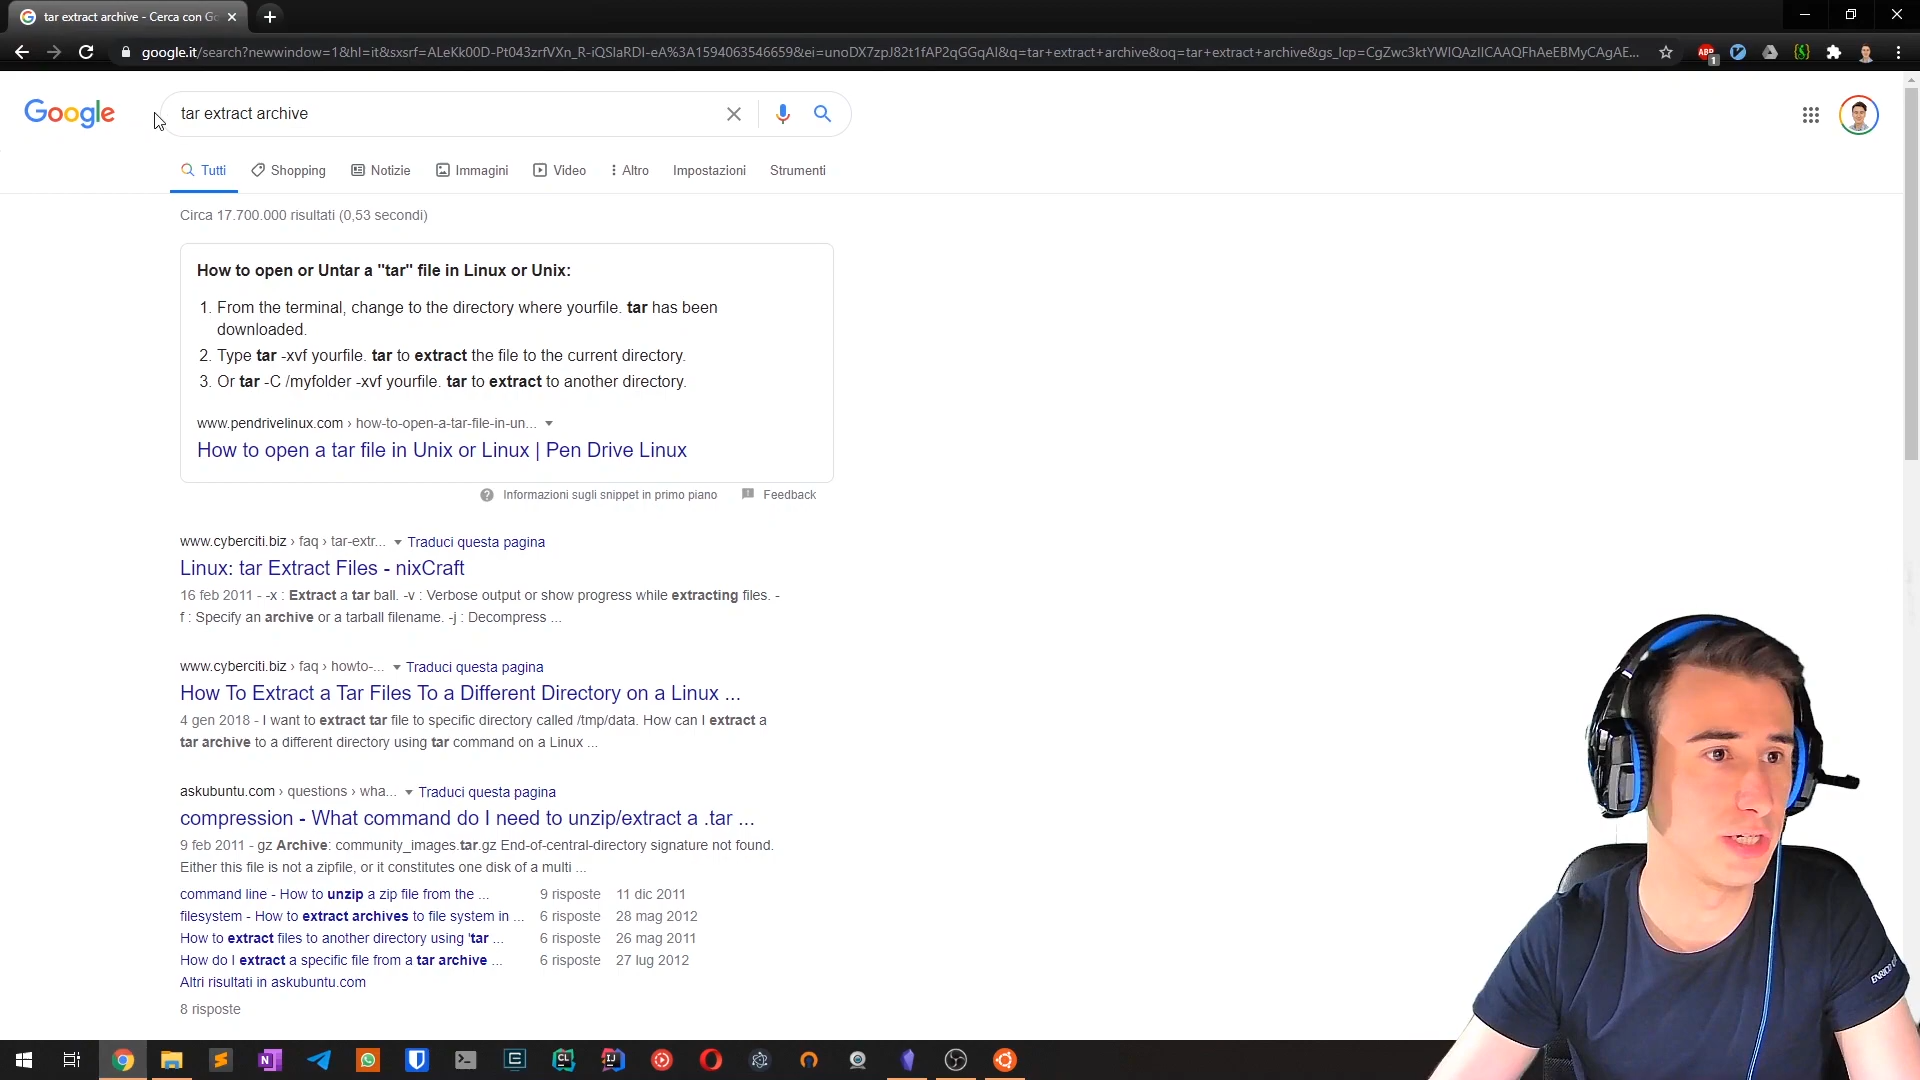 tar extract archive - Cerca con Go
google.it/search?newwindow=1&hl=it&sxsrf=ALeKk00D-Pt043zrfVXn_R-iQSlaRDI-eA%3A1594063546659&ei=unoDX7zpJ82t1fAP2qGGqAI&q=tar+extract+archive&oq=tar+extract+archive&gs_lcp=CgZwc3ktYWIQAzIICAAQFhAeEBMyCAgAE...
ABP
1
Google
tar extract archive
Tutti
Shopping
Notizie
Immagini
Video
Altro
Impostazioni
Strumenti
Circa 17.700.000 risultati (0,53 secondi)
How to open or Untar a "tar" file in Linux or Unix:
1. From the terminal, change to the directory where yourfile. tar has been
downloaded.
2. Type tar -xvf yourfile. tar to extract the file to the current directory.
3. Or tar -C /myfolder -xvf yourfile. tar to extract to another directory.
www.pendrivelinux.com › how-to-open-a-tar-file-in-un...
How to open a tar file in Unix or Linux | Pen Drive Linux
Informazioni sugli snippet in primo piano
Feedback
www.cyberciti.biz › faq › tar-extr... Traduci questa pagina
Linux: tar Extract Files - nixCraft
16 feb 2011 - -x : Extract a tar ball. -v : Verbose output or show progress while extracting files. -
f : Specify an archive or a tarball filename. -j : Decompress ...
www.cyberciti.biz › faq › howto-... Traduci questa pagina
How To Extract a Tar Files To a Different Directory on a Linux ...
4 gen 2018 - I want to extract tar file to specific directory called /tmp/data. How can I extract a
tar archive to a different directory using tar command on a Linux ...
askubuntu.com › questions › wha... Traduci questa pagina
compression - What command do I need to unzip/extract a .tar ...
9 feb 2011 - gz Archive: community_images.tar.gz End-of-central-directory signature not found.
Either this file is not a zipfile, or it constitutes one disk of a multi ...
command line - How to unzip a zip file from the ... 9 risposte 11 dic 2011
filesystem - How to extract archives to file system in ... 6 risposte 28 mag 2012
How to extract files to another directory using 'tar ... 6 risposte 26 mag 2011
How do I extract a specific file from a tar archive ... 6 risposte 27 lug 2012
Altri risultati in askubuntu.com
8 risposte